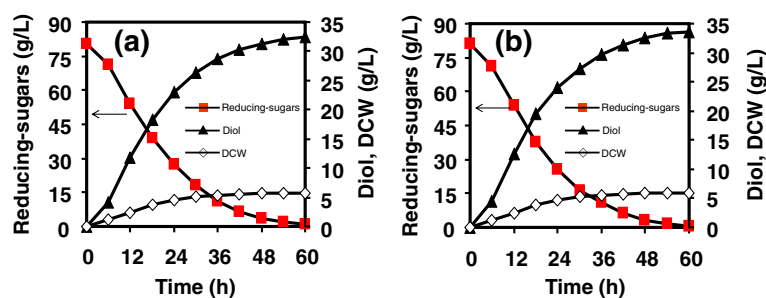 (a)
Reducing-sugars (g/L)
90
75
60
45
30
15
0
Reducing-sugars
Diol
DCW
35
30
25
20
15
10
5
0
Diol, DCW (g/L)
0 12 24 36 48 60
Time (h)
(b)
Reducing-sugars (g/L)
90
75
60
45
30
15
0
Reducing-sugars
Diol
DCW
35
30
25
20
15
10
5
0
Diol, DCW (g/L)
0 12 24 36 48 60
Time (h)